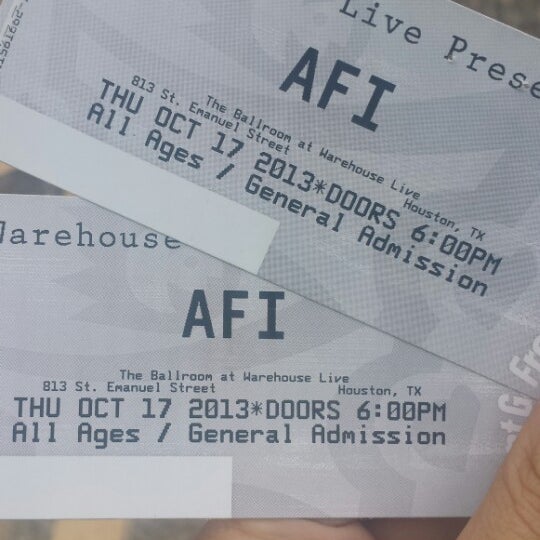 Live Prese
AFI
The Ballroom at Warehouse Live
813 St. Emanuel Street Houston, TX
THU OCT 17 2013*DOORS 6:00PM
All Ages / General Admission
Warehouse
AFI
The Ballroom at Warehouse Live
813 St. Emanuel Street Houston, TX
THU OCT 17 2013*DOORS 6:00PM
All Ages / General Admission